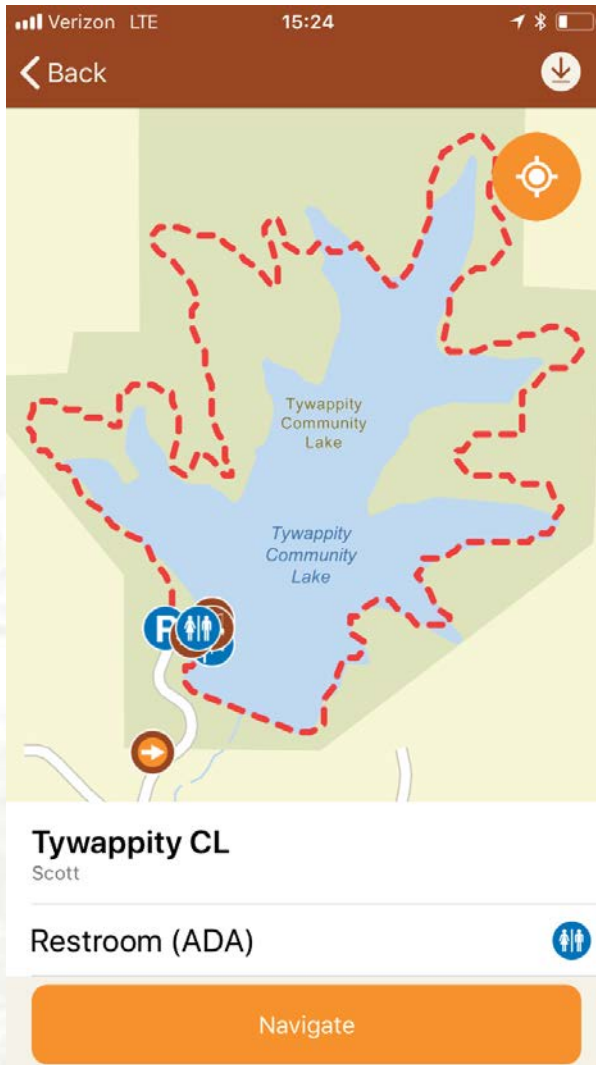 Verizon LTE 15:24
Back
Tywappity
Community
Lake
Tywappity
Community
Lake
P
Tywappity CL
Scott
Restroom (ADA)
Navigate